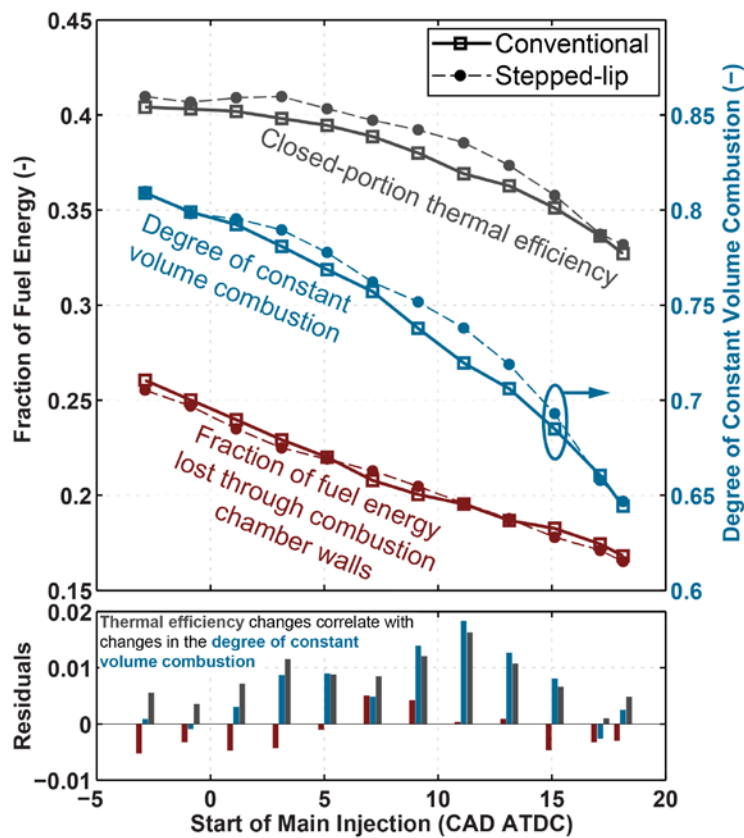 0.45
0.4
0.35
0.3
0.25
0.2
0.15
Fraction of Fuel Energy (-)
Conventional
Stepped-lip
0.85
0.8
0.75
0.7
0.65
0.6
Degree of Constant Volume Combustion (–)
Closed-portion thermal efficiency
Degree of constant
volume combustion
Fraction of fuel energy
lost through combustion
chamber walls
0.02
0.01
0
−0.01
Residuals
Thermal efficiency changes correlate with
changes in the degree of constant
volume combustion
−5
0
5
10
15
20
Start of Main Injection (CAD ATDC)